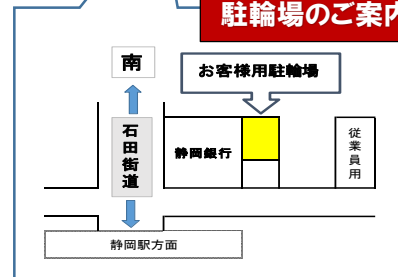 駐輪場のご案内
南
お客様用駐輪場
石田街道
静岡銀行
従業員用
静岡駅方面